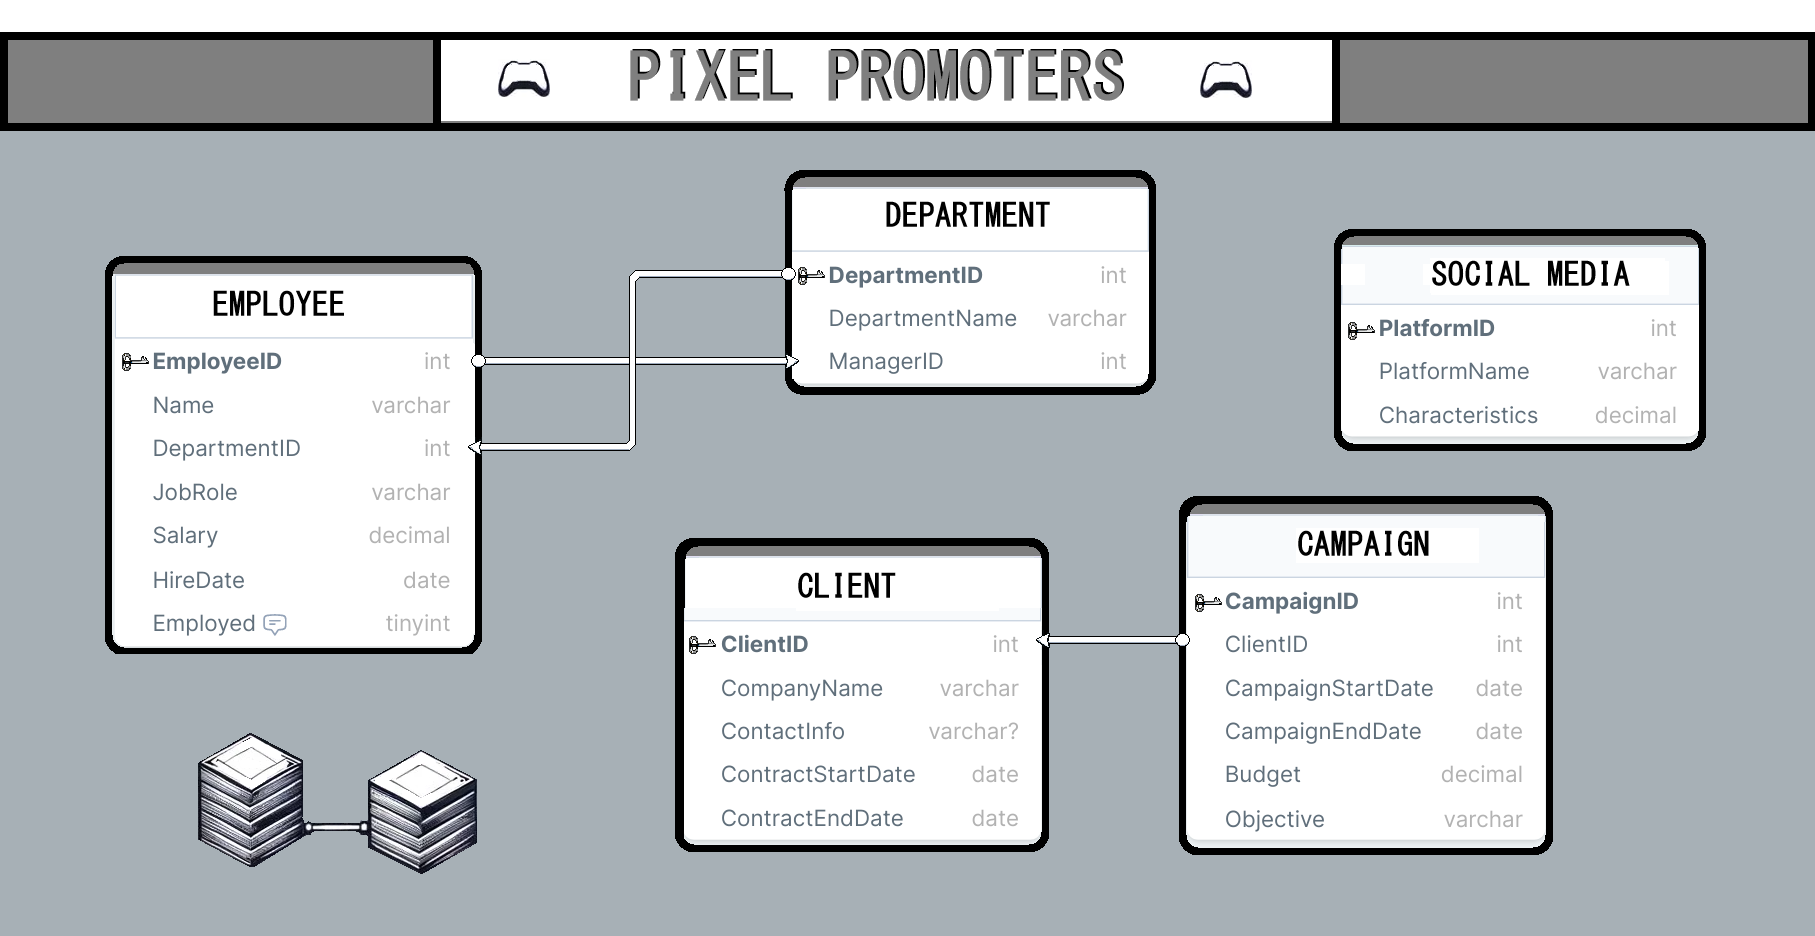 PIXEL PROMOTERS
DEPARTMENT
DepartmentID int
DepartmentName varchar
ManagerID int
SOCIAL MEDIA
PlatformID int
PlatformName varchar
Characteristics decimal
EMPLOYEE
EmployeeID int
Name varchar
DepartmentID int
JobRole varchar
Salary decimal
HireDate date
Employed tinyint
CLIENT
ClientID int
CompanyName varchar
ContactInfo varchar?
ContractStartDate date
ContractEndDate date
CAMPAIGN
CampaignID int
ClientID int
CampaignStartDate date
CampaignEndDate date
Budget decimal
Objective varchar